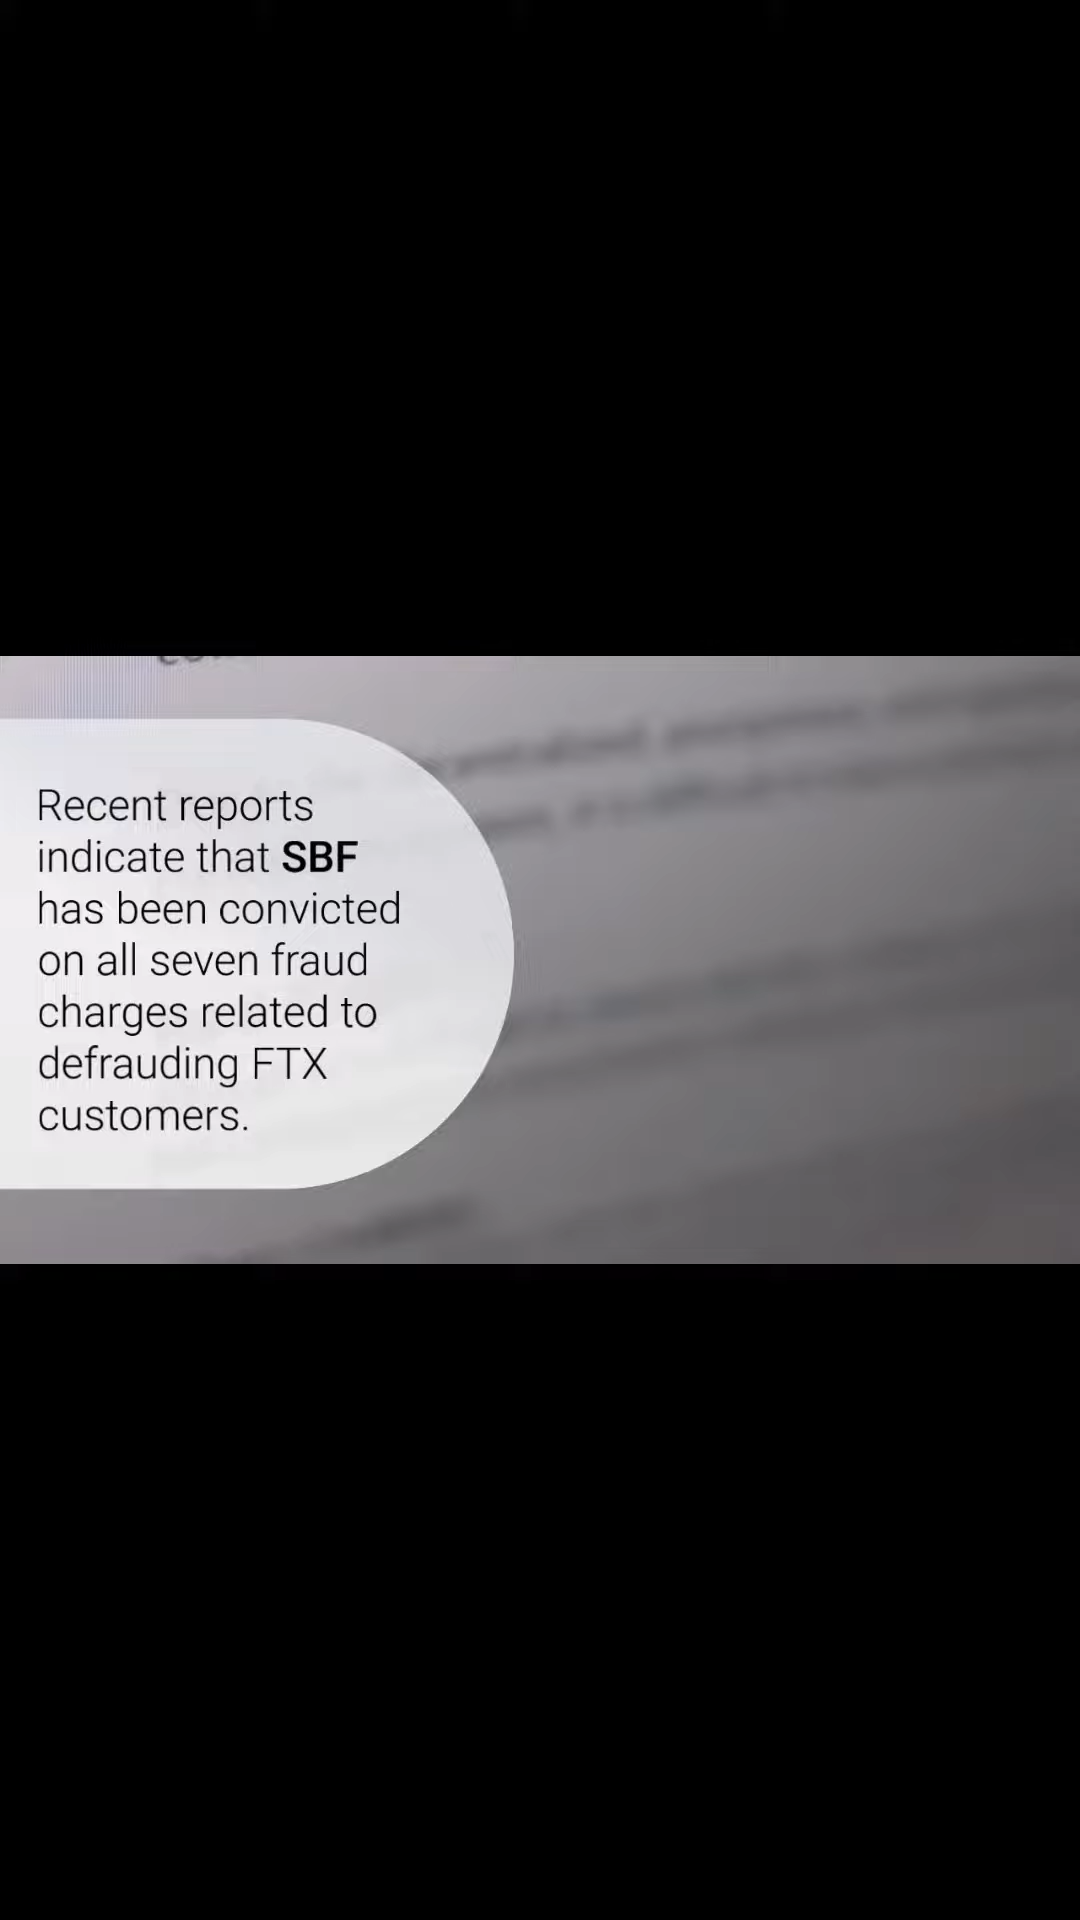 Recent reports
indicate that SBF
has been convicted
on all seven fraud
charges related to
defrauding FTX
customers.